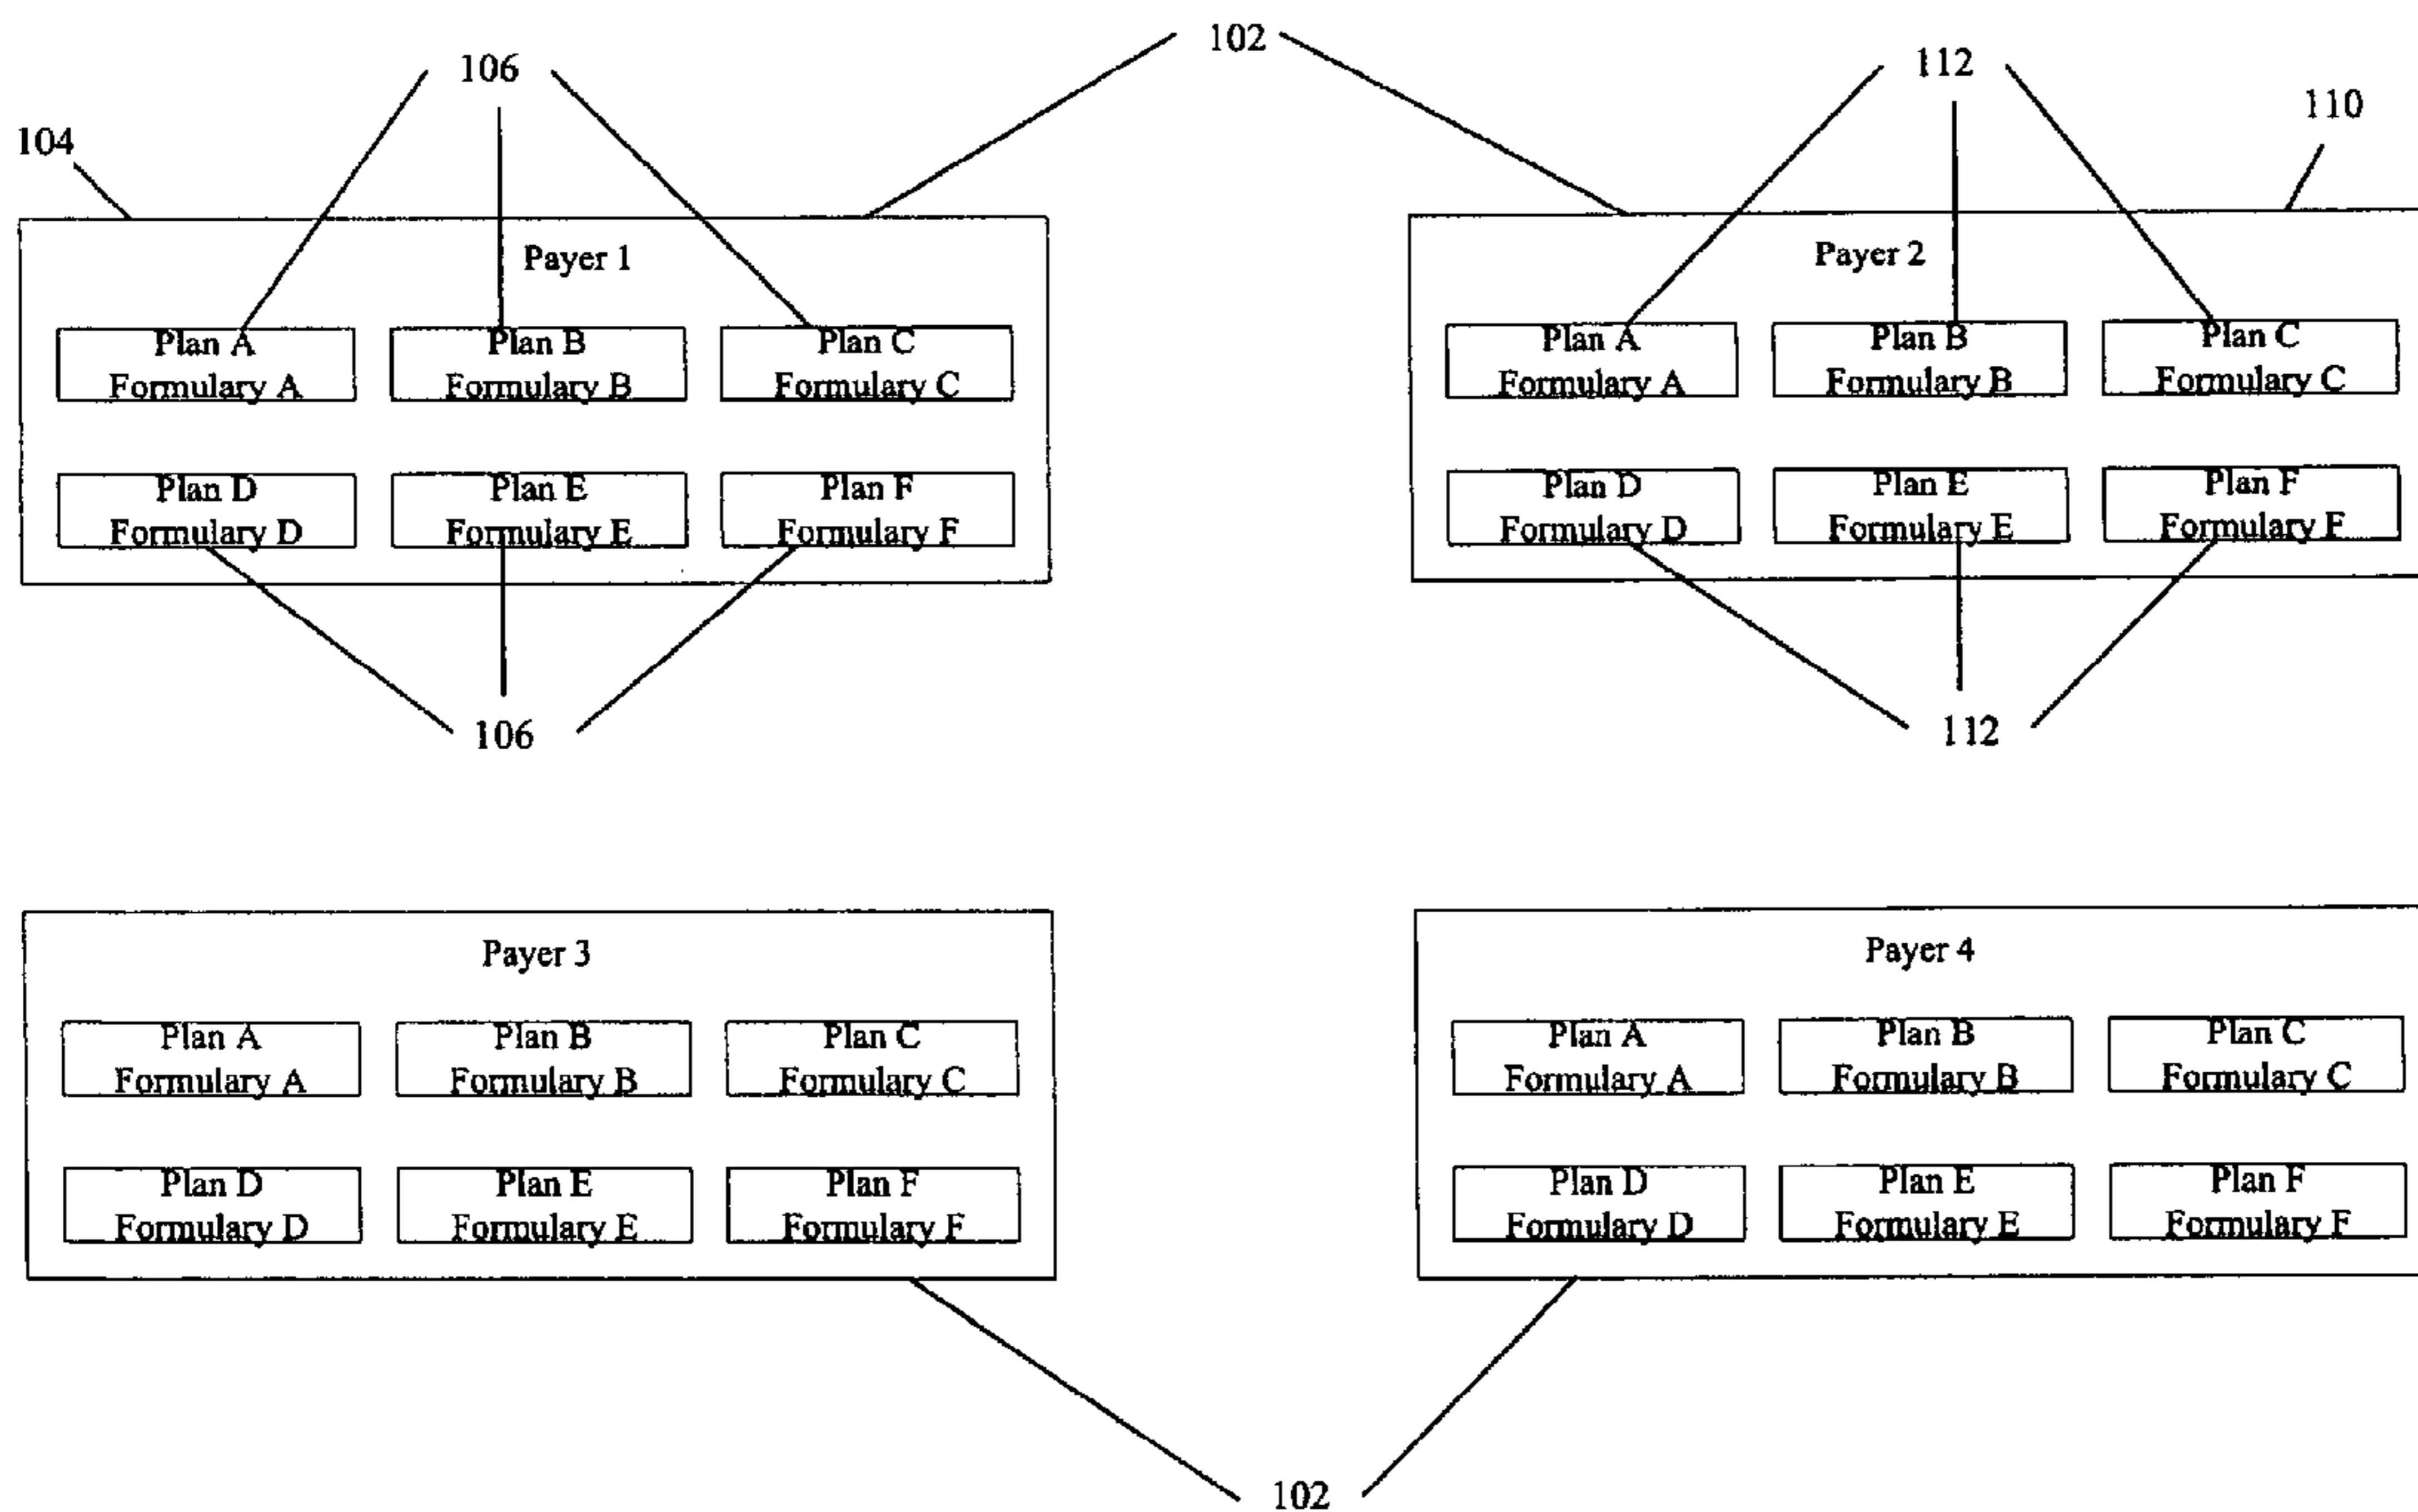 102
106
112
110
104
Payer 1
Plan A
Formulary A
Plan B
Formulary B
Plan C
Formulary C
Plan D
Formulary D
Plan E
Formulary E
Plan F
Formulary F
106
Payer 2
Plan A
Formulary A
Plan B
Formulary B
Plan C
Formulary C
Plan D
Formulary D
Plan E
Formulary E
Plan F
Formulary F
112
Payer 3
Plan A
Formulary A
Plan B
Formulary B
Plan C
Formulary C
Plan D
Formulary D
Plan E
Formulary E
Plan F
Formulary F
Payer 4
Plan A
Formulary A
Plan B
Formulary B
Plan C
Formulary C
Plan D
Formulary D
Plan E
Formulary E
Plan F
Formulary F
102